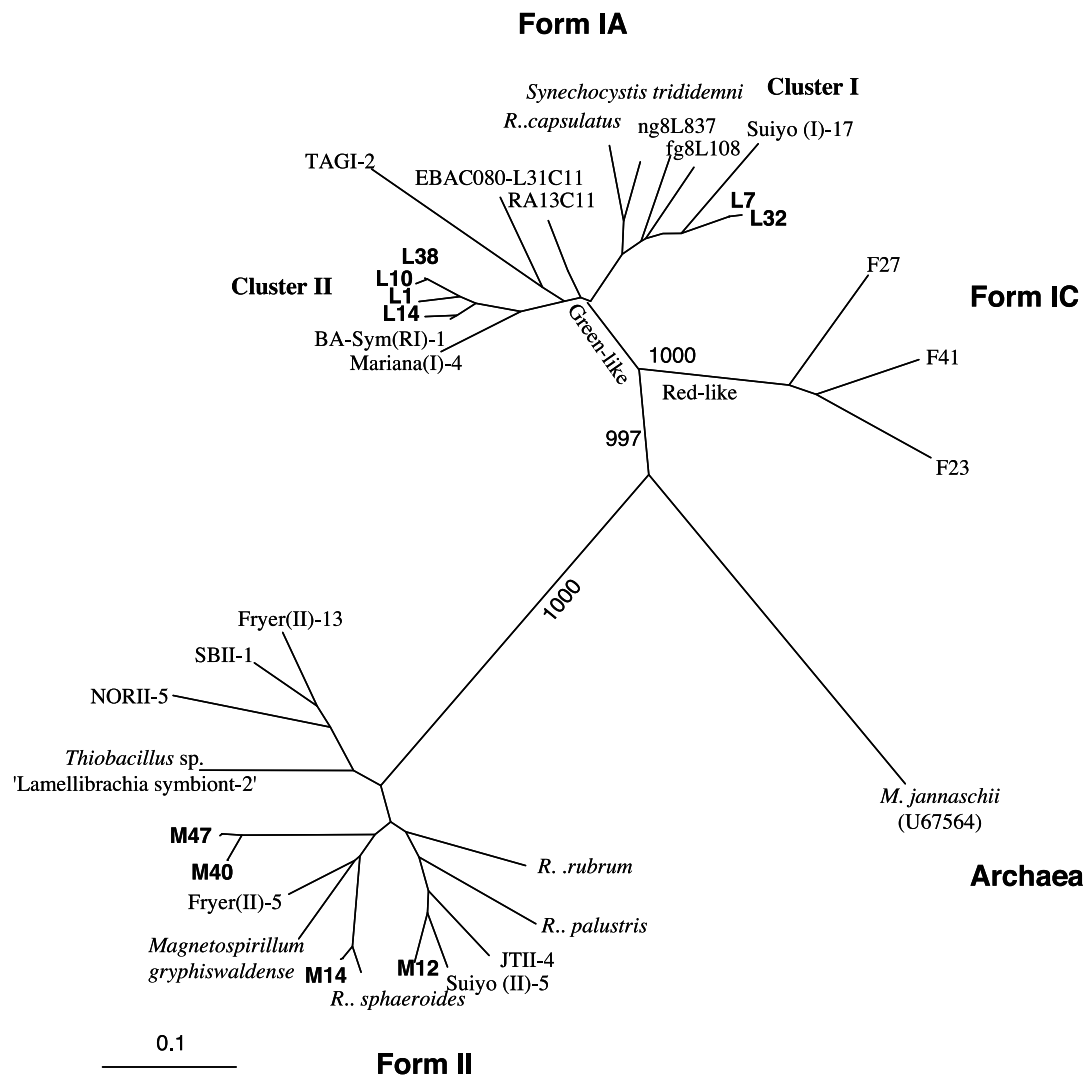 Form IA
Synechocystis trididemni
Cluster I
R..capsulatus
ng8L837
Suiyo (I)-17
fg8L108
TAGI-2
EBAC080-L31C11
RA13C11
L7
L32
L38
L10
Cluster II
L1
L14
BA-Sym(RI)-1
Mariana(I)-4
Green-like
F27
Form IC
1000
F41
Red-like
997
F23
1000
Fryer(II)-13
SBII-1
NORII-5
Thiobacillus sp.
'Lamellibrachia symbiont-2'
M. jannaschii
(U67564)
Archaea
M47
M40
Fryer(II)-5
R. .rubrum
R.. palustris
Magnetospirillum
gryphiswaldense
M14
M12
JTII-4
Suiyo (II)-5
R.. sphaeroides
0.1
Form II